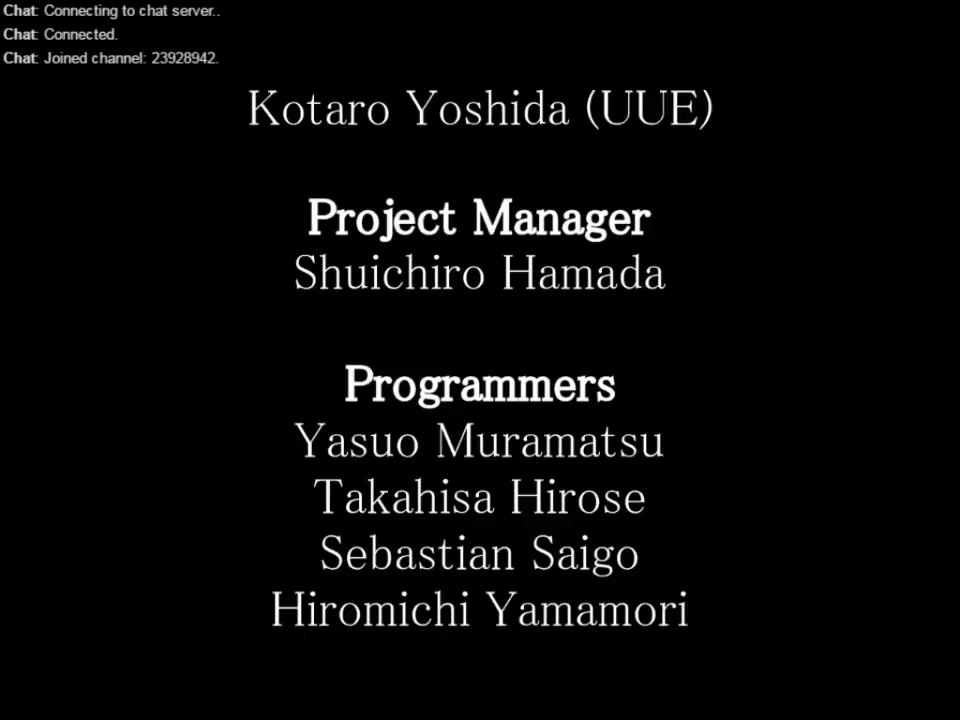 Chat: Connecting to chat server..
Chat: Connected.
Chat: Joined channel: 23928942.
Kotaro Yoshida (UUE)
Project Manager
Shuichiro Hamada
Programmers
Yasuo Muramatsu
Takahisa Hirose
Sebastian Saigo
Hiromichi Yamamori